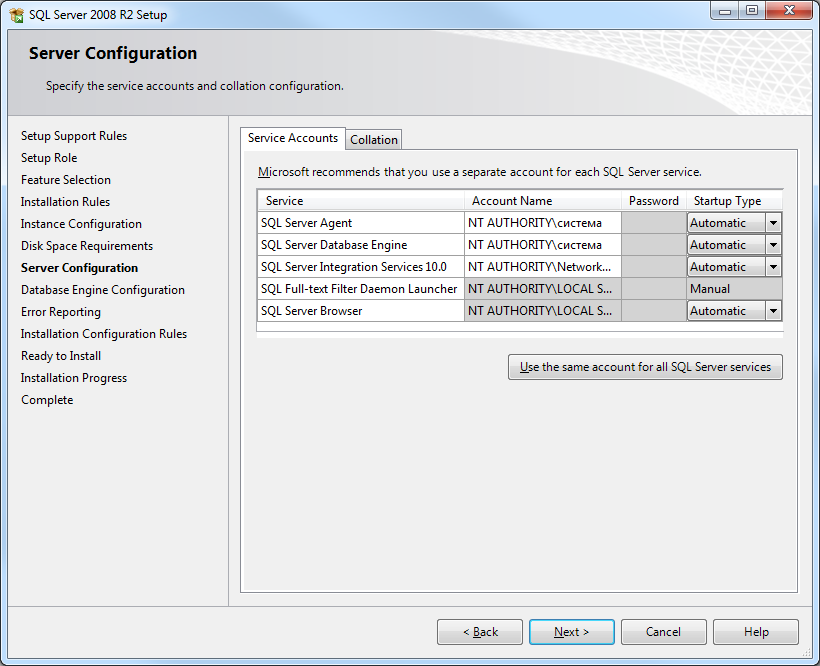 SQL Server 2008 R2 Setup
Server Configuration
Specify the service accounts and collation configuration.
Setup Support Rules
Setup Role
Feature Selection
Installation Rules
Instance Configuration
Disk Space Requirements
Server Configuration
Database Engine Configuration
Error Reporting
Installation Configuration Rules
Ready to Install
Installation Progress
Complete
Service Accounts Collation
Microsoft recommends that you use a separate account for each SQL Server service.
Service Account Name Password Startup Type
SQL Server Agent NT AUTHORITY\система Automatic
SQL Server Database Engine NT AUTHORITY\система Automatic
SQL Server Integration Services 10.0 NT AUTHORITY\Network... Automatic
SQL Full-text Filter Daemon Launcher NT AUTHORITY\LOCAL S... Manual
SQL Server Browser NT AUTHORITY\LOCAL S... Automatic
Use the same account for all SQL Server services
< Back Next > Cancel Help